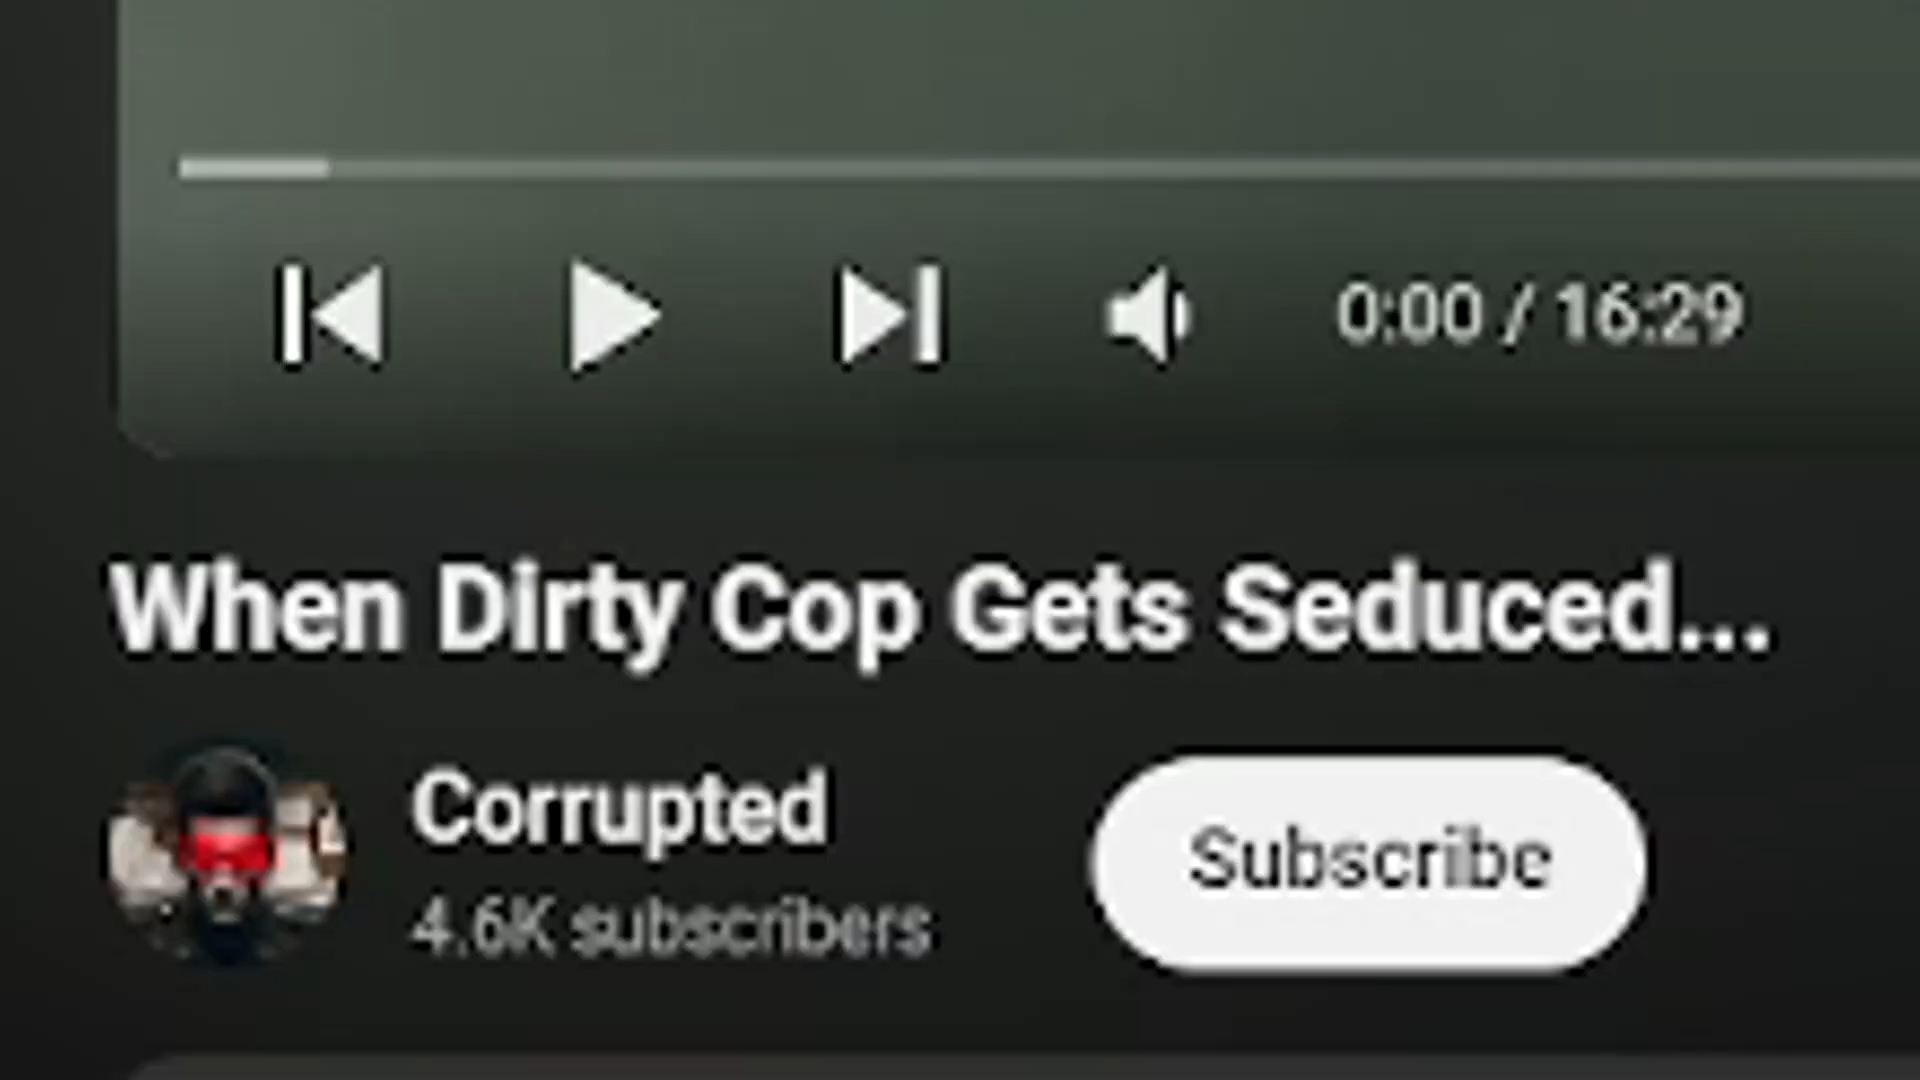 0:00 / 16:29
When Dirty Cop Gets Seduced...
Corrupted
Subscribe
4.6K subscribers